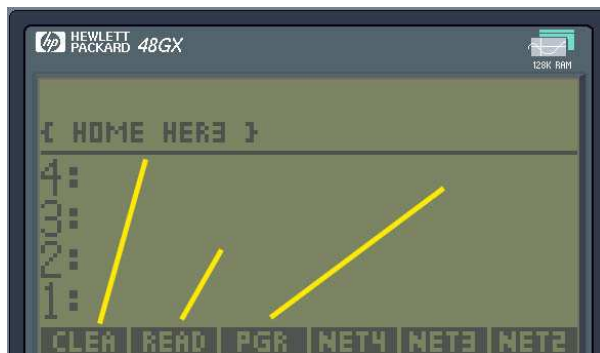 HEWLETT
PACKARD 48GX
128K RAM
{ HOME HER3 }
4:
3:
2:
1:
CLEA READ PGR NET4 NET3 NET2